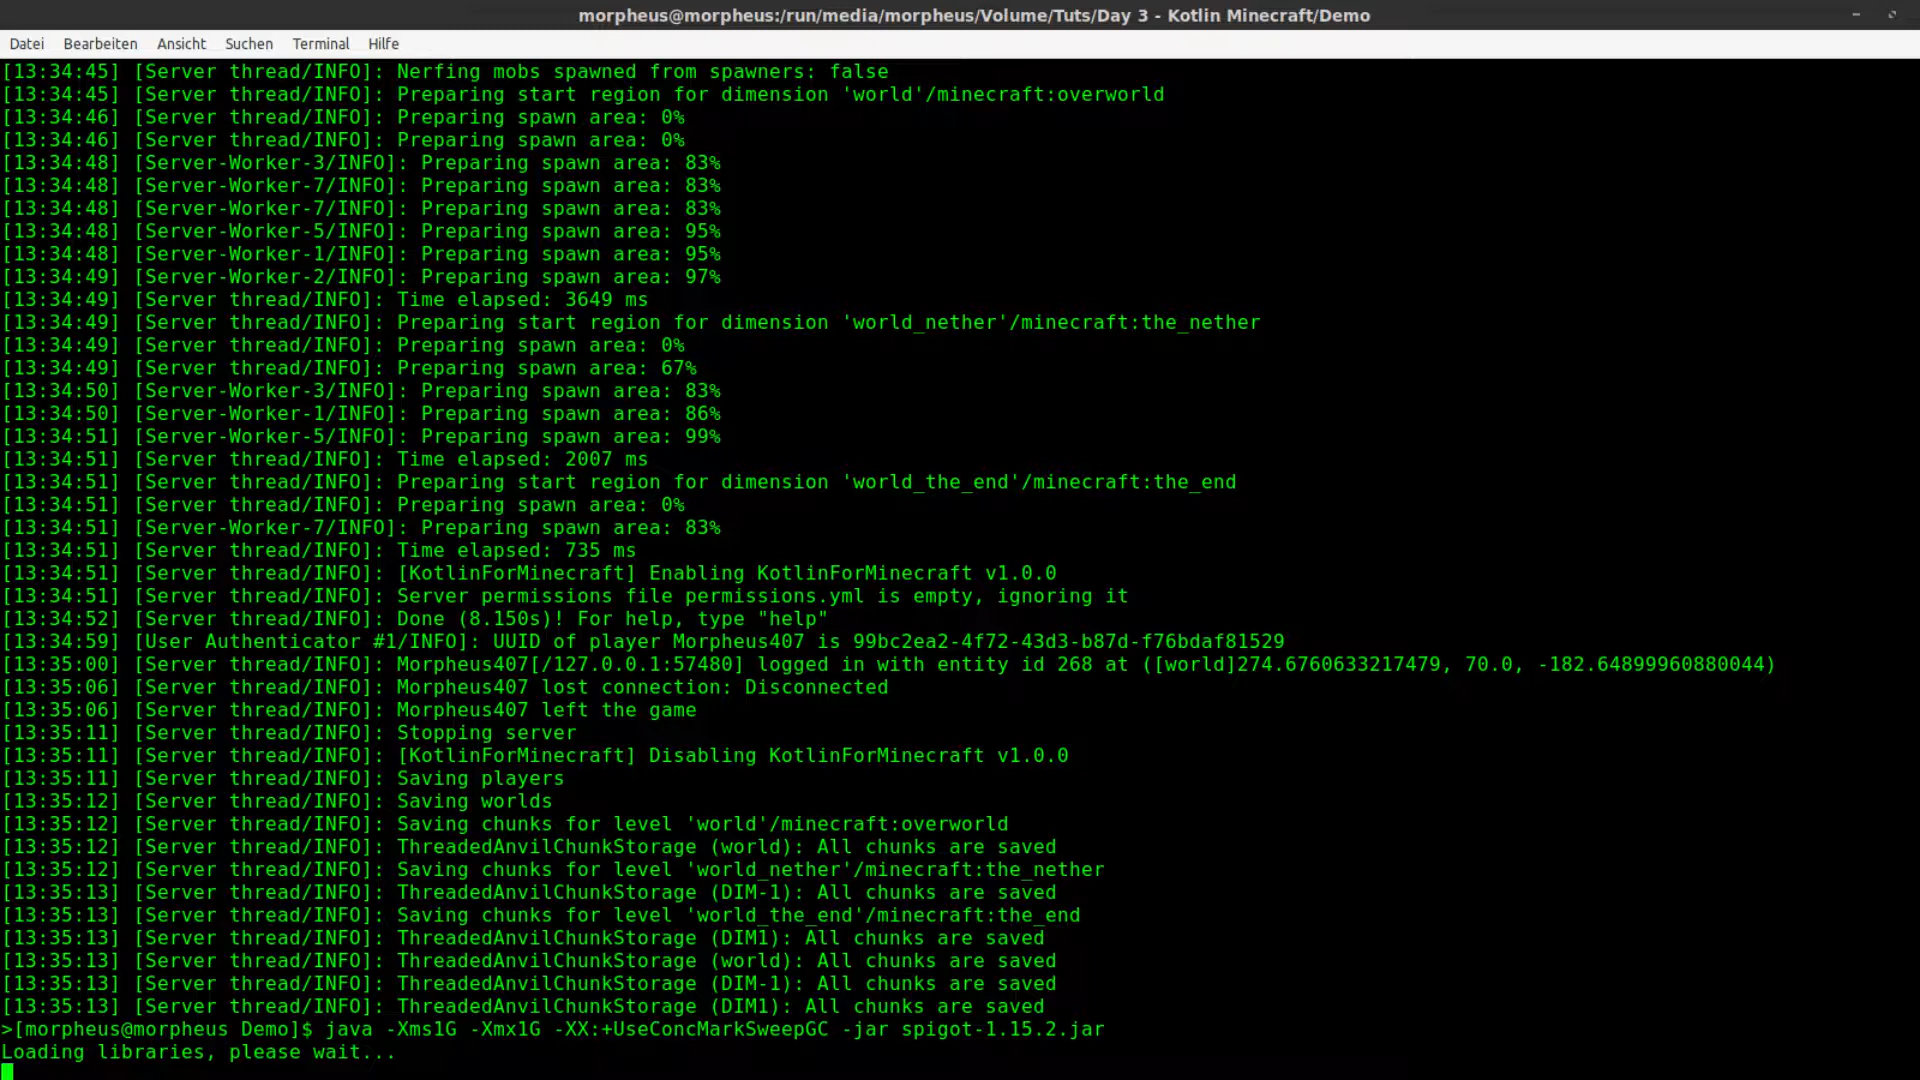 morpheus@morpheus:/run/media/morpheus/Volume/Tuts/Day 3 - Kotlin Minecraft/Demo
Datei Bearbeiten Ansicht Suchen Terminal Hilfe
[13:34:45] [Server thread/INFO]: Nerfing mobs spawned from spawners: false
[13:34:45] [Server thread/INFO]: Preparing start region for dimension 'world'/minecraft:overworld
[13:34:46] [Server thread/INFO]: Preparing spawn area: 0%
[13:34:46] [Server thread/INFO]: Preparing spawn area: 0%
[13:34:48] [Server-Worker-3/INFO]: Preparing spawn area: 83%
[13:34:48] [Server-Worker-7/INFO]: Preparing spawn area: 83%
[13:34:48] [Server-Worker-7/INFO]: Preparing spawn area: 83%
[13:34:48] [Server-Worker-5/INFO]: Preparing spawn area: 95%
[13:34:48] [Server-Worker-1/INFO]: Preparing spawn area: 95%
[13:34:49] [Server-Worker-2/INFO]: Preparing spawn area: 97%
[13:34:49] [Server thread/INFO]: Time elapsed: 3649 ms
[13:34:49] [Server thread/INFO]: Preparing start region for dimension 'world_nether'/minecraft:the_nether
[13:34:49] [Server thread/INFO]: Preparing spawn area: 0%
[13:34:49] [Server thread/INFO]: Preparing spawn area: 67%
[13:34:50] [Server-Worker-3/INFO]: Preparing spawn area: 83%
[13:34:50] [Server-Worker-1/INFO]: Preparing spawn area: 86%
[13:34:51] [Server-Worker-5/INFO]: Preparing spawn area: 99%
[13:34:51] [Server thread/INFO]: Time elapsed: 2007 ms
[13:34:51] [Server thread/INFO]: Preparing start region for dimension 'world_the_end'/minecraft:the_end
[13:34:51] [Server thread/INFO]: Preparing spawn area: 0%
[13:34:51] [Server-Worker-7/INFO]: Preparing spawn area: 83%
[13:34:51] [Server thread/INFO]: Time elapsed: 735 ms
[13:34:51] [Server thread/INFO]: [KotlinForMinecraft] Enabling KotlinForMinecraft v1.0.0
[13:34:51] [Server thread/INFO]: Server permissions file permissions.yml is empty, ignoring it
[13:34:52] [Server thread/INFO]: Done (8.150s)! For help, type "help"
[13:34:59] [User Authenticator #1/INFO]: UUID of player Morpheus407 is 99bc2ea2-4f72-43d3-b87d-f76bdaf81529
[13:35:00] [Server thread/INFO]: Morpheus407[/127.0.0.1:57480] logged in with entity id 268 at ([world]274.6760633217479, 70.0, -182.64899960880044)
[13:35:06] [Server thread/INFO]: Morpheus407 lost connection: Disconnected
[13:35:06] [Server thread/INFO]: Morpheus407 left the game
[13:35:11] [Server thread/INFO]: Stopping server
[13:35:11] [Server thread/INFO]: [KotlinForMinecraft] Disabling KotlinForMinecraft v1.0.0
[13:35:11] [Server thread/INFO]: Saving players
[13:35:12] [Server thread/INFO]: Saving worlds
[13:35:12] [Server thread/INFO]: Saving chunks for level 'world'/minecraft:overworld
[13:35:12] [Server thread/INFO]: ThreadedAnvilChunkStorage (world): All chunks are saved
[13:35:12] [Server thread/INFO]: Saving chunks for level 'world_nether'/minecraft:the_nether
[13:35:13] [Server thread/INFO]: ThreadedAnvilChunkStorage (DIM-1): All chunks are saved
[13:35:13] [Server thread/INFO]: Saving chunks for level 'world_the_end'/minecraft:the_end
[13:35:13] [Server thread/INFO]: ThreadedAnvilChunkStorage (DIM1): All chunks are saved
[13:35:13] [Server thread/INFO]: ThreadedAnvilChunkStorage (world): All chunks are saved
[13:35:13] [Server thread/INFO]: ThreadedAnvilChunkStorage (DIM-1): All chunks are saved
[13:35:13] [Server thread/INFO]: ThreadedAnvilChunkStorage (DIM1): All chunks are saved
>[morpheus@morpheus Demo]$ java -Xms1G -Xmx1G -XX:+UseConcMarkSweepGC -jar spigot-1.15.2.jar
Loading libraries, please wait...